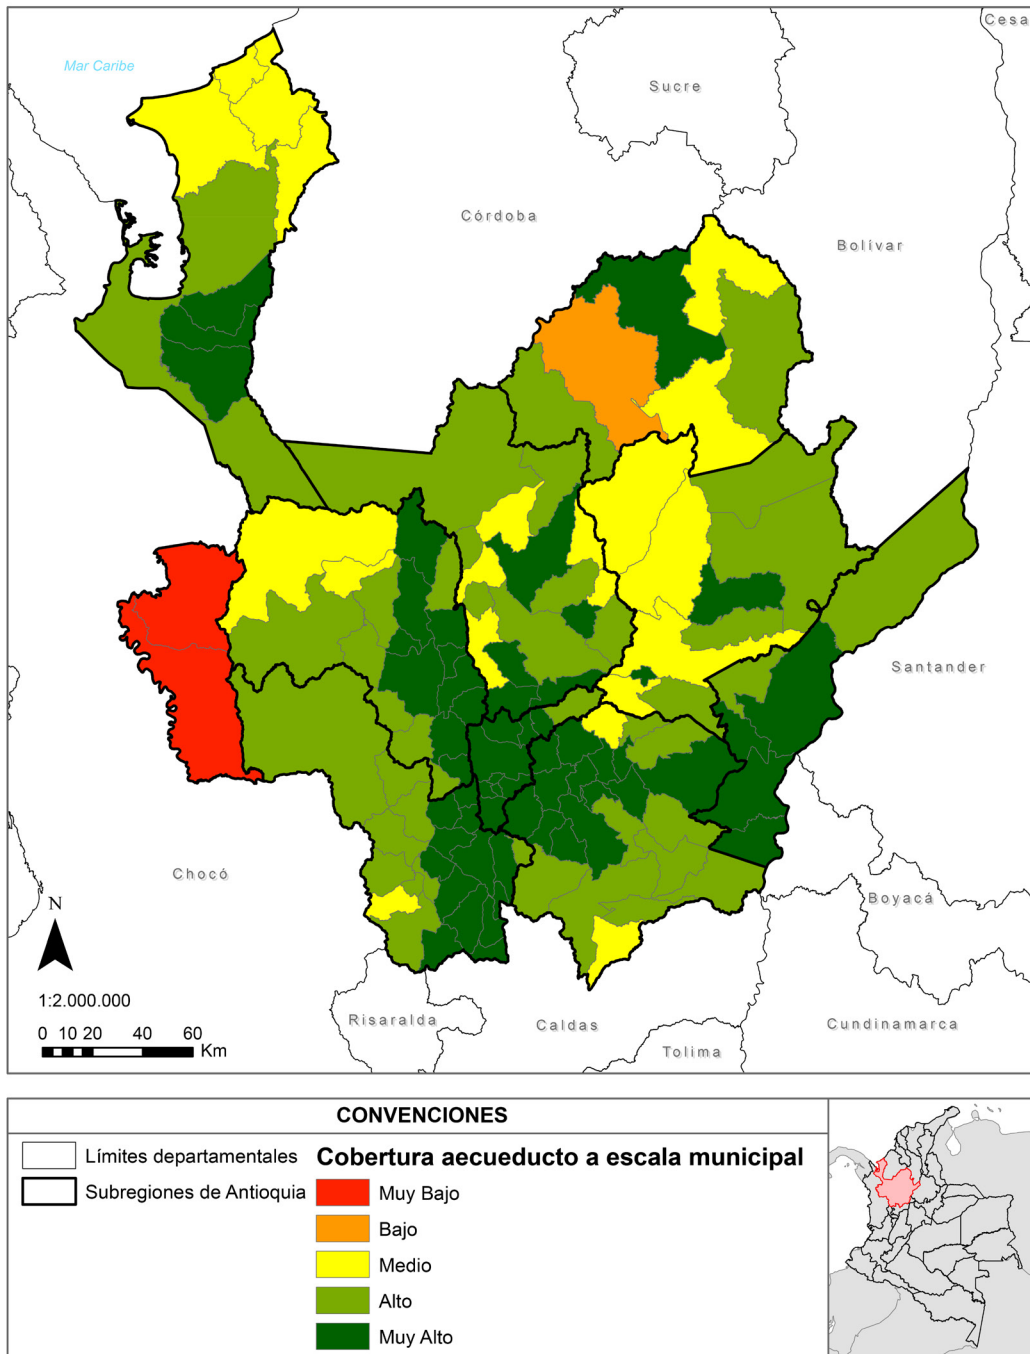 Cesa
Mar Caribe
Sucre
Córdoba
Bolívar
Santander
Chocó
Boyacá
N
1:2.000.000
Risaralda
Caldas
Cundinamarca
Tolima
0 10 20 40 60
Km
CONVENCIONES
Límites departamentales
Subregiones de Antioquia
Cobertura aecueducto a escala municipal
Muy Bajo
Bajo
Medio
Alto
Muy Alto